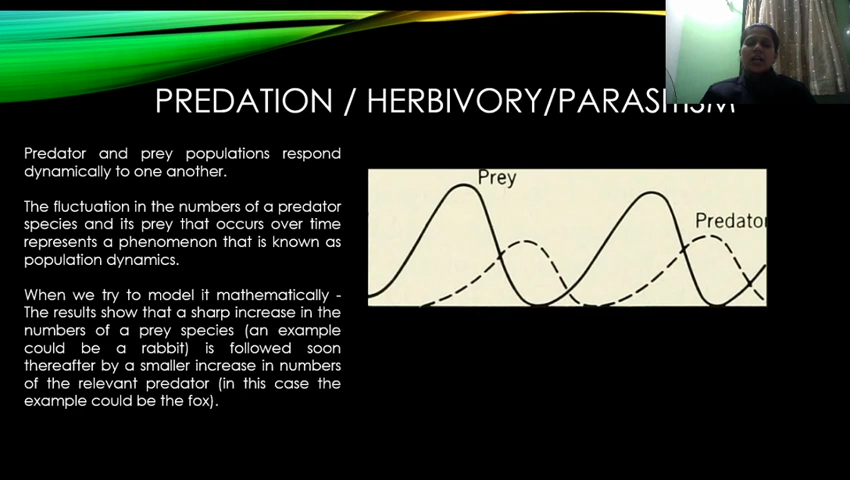 PREDATION / HERBIVORY/PARASITISM
Predator and prey populations respond
dynamically to one another.
The fluctuation in the numbers of a predator
species and its prey that occurs over time
represents a phenomenon that is known as
population dynamics.
When we try to model it mathematically -
The results show that a sharp increase in the
numbers of a prey species (an example
could be a rabbit) is followed soon
thereafter by a smaller increase in numbers
of the relevant predator (in this case the
example could be the fox).
Prey
Predator